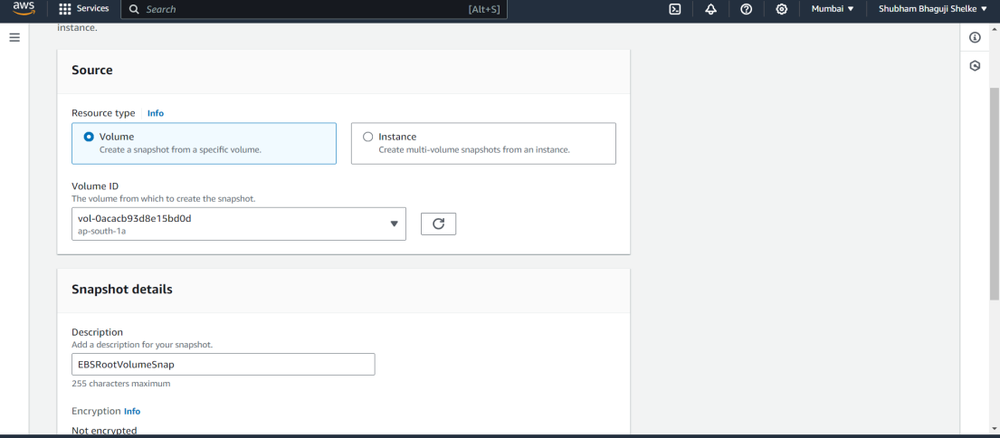 aws
Services
Search
[Alt+S]
Mumbai ▼
Shubham Bhaguji Shelke ▼
instance.
Source
Resource type Info
Volume
Create a snapshot from a specific volume.
Instance
Create multi-volume snapshots from an instance.
Volume ID
The volume from which to create the snapshot.
vol-0acacb93d8e15bd0d
ap-south-1a
Snapshot details
Description
Add a description for your snapshot.
EBSRootVolumeSnap
255 characters maximum
Encryption Info
Not encrypted